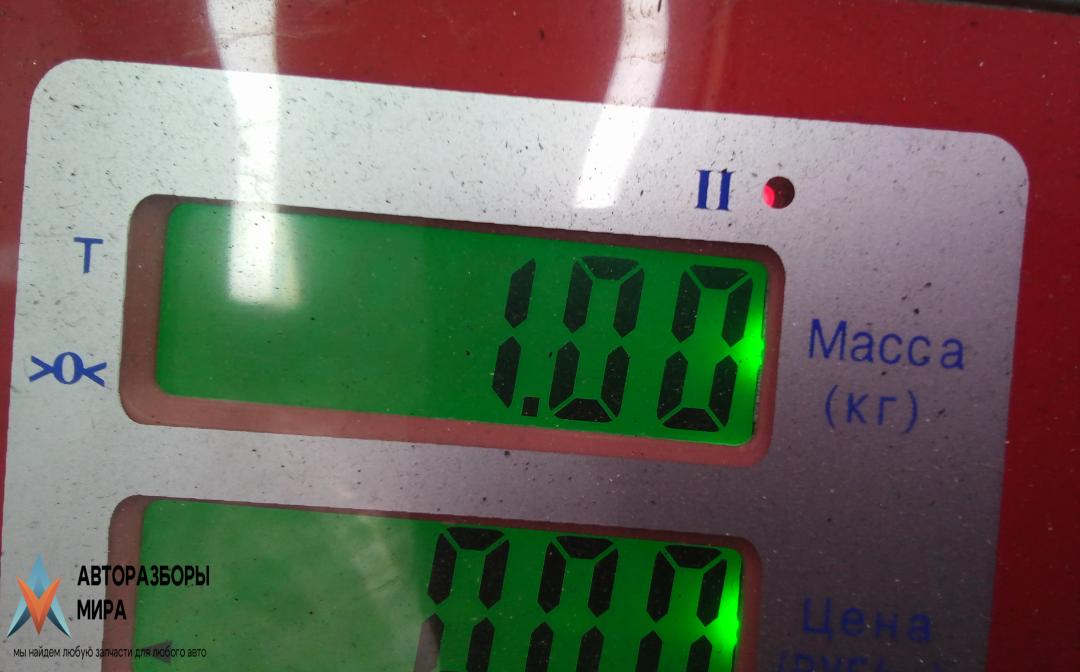 II
T
>0<
1.00
Масса
(кг)
000
Цена
АВТОРАЗБОРЫ
МИРА
мы найдем любую запчасти для любого авто